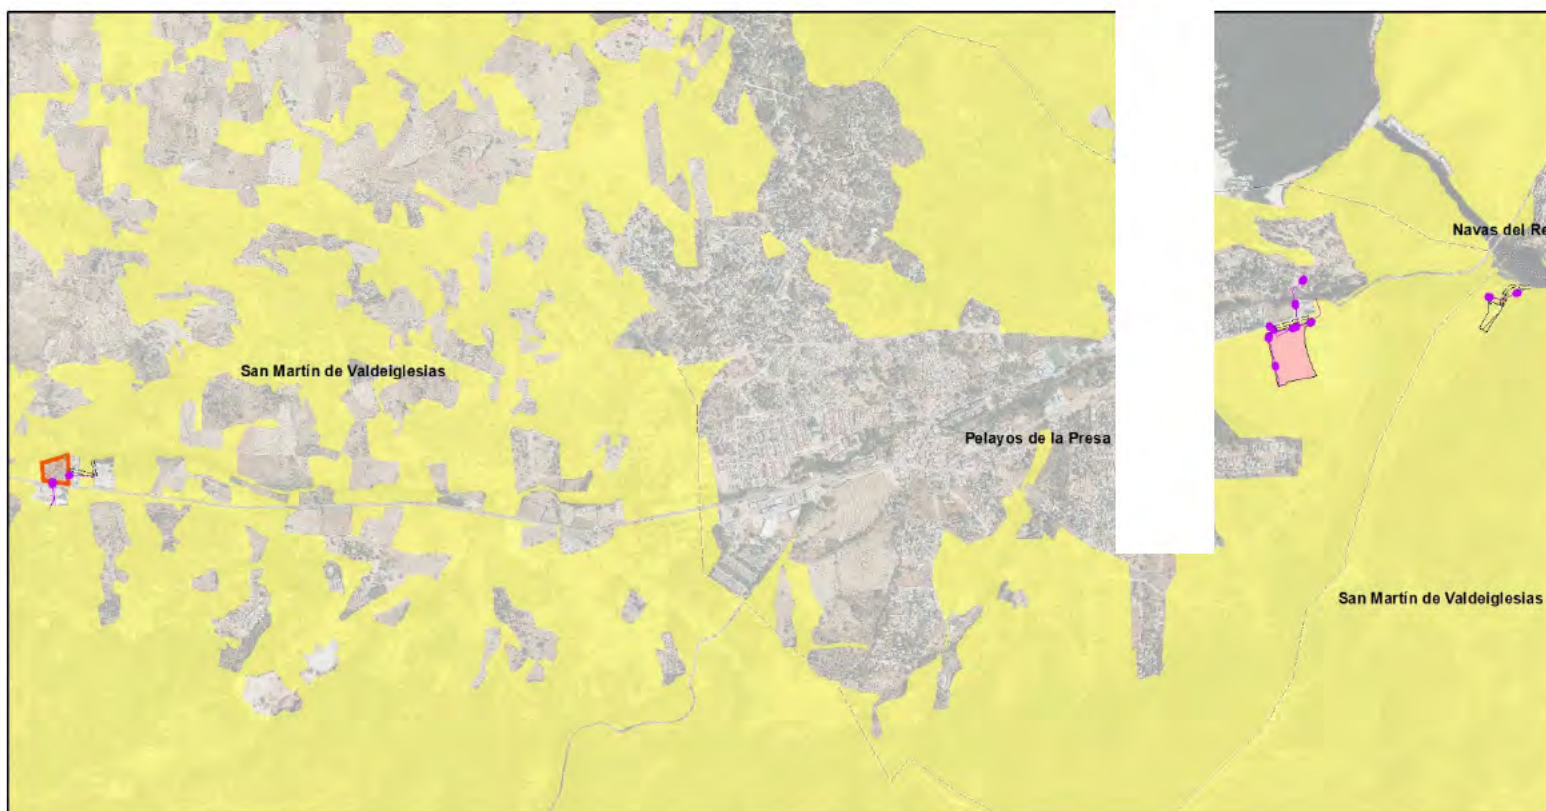 Navas del Re
San Martín de Valdeiglesias
Pelayos de la Presa
San Martín de Valdeiglesias